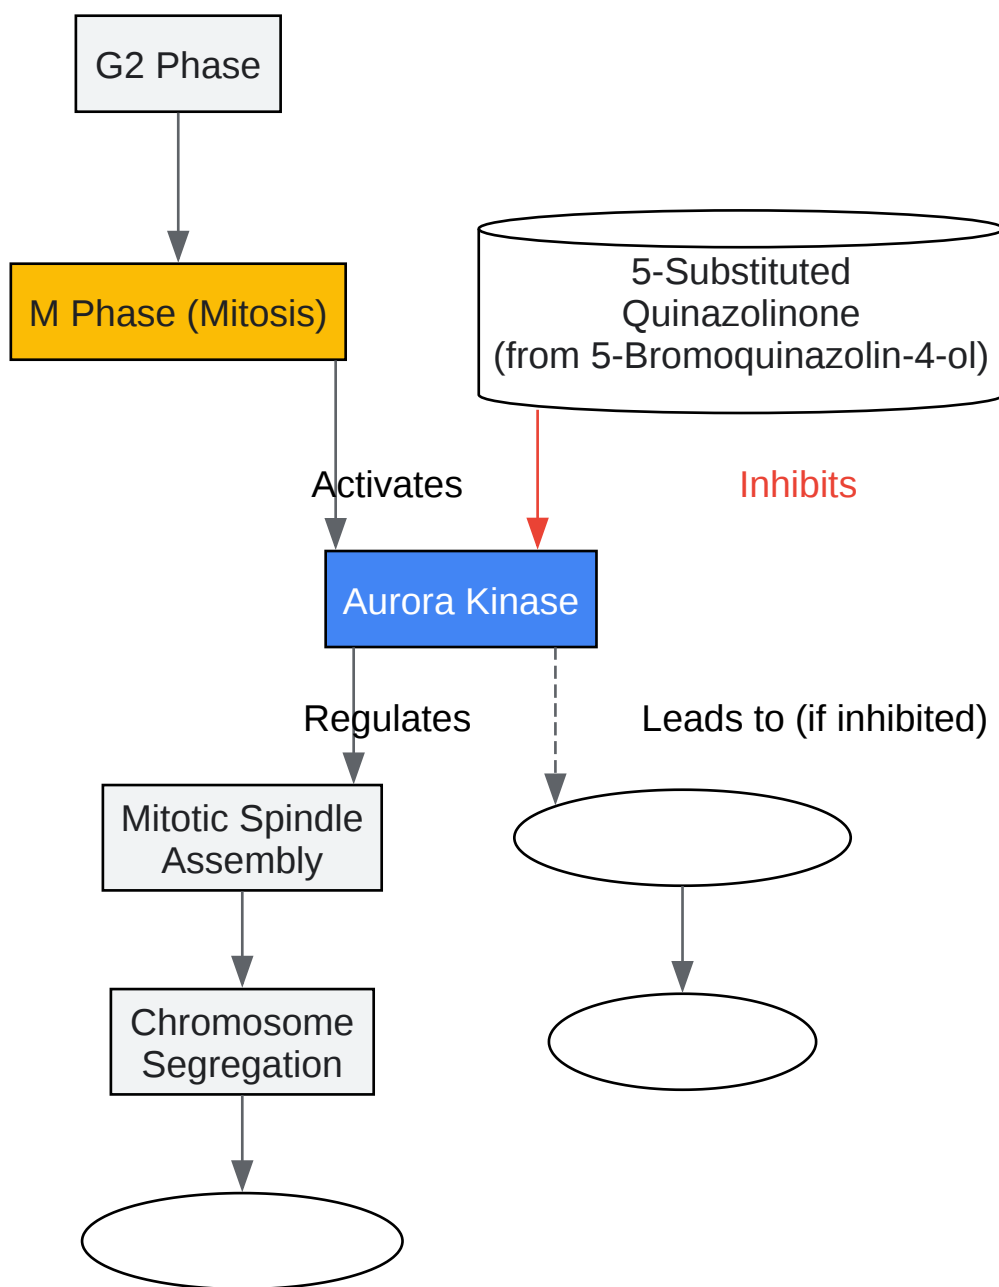 G2 Phase
M Phase (Mitosis)
5-Substituted
Quinazolinone
(from 5-Bromoquinazolin-4-ol)
Activates
Inhibits
Aurora Kinase
Regulates
Leads to (if inhibited)
Mitotic Spindle
Assembly
Chromosome
Segregation